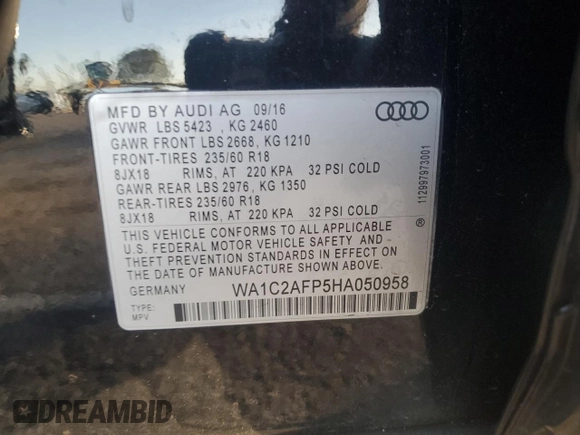 MFD BY AUDI AG 09/16
GVWR LBS 5423 , KG 2460
GAWR FRONT LBS 2668, KG 1210
FRONT-TIRES 235/60 R18
8JX18 RIMS, AT 220 KPA 32 PSI COLD
GAWR REAR LBS 2976, KG 1350
REAR-TIRES 235/60 R18
8JX18 RIMS, AT 220 KPA 32 PSI COLD
THIS VEHICLE CONFORMS TO ALL APPLICABLE
U.S. FEDERAL MOTOR VEHICLE SAFETY AND
THEFT PREVENTION STANDARDS IN EFFECT ON
THE DATE OF MANUFACTURE SHOWN ABOVE.
GERMANY WA1C2AFP5HA050958
TYPE:
MPV
112997973001
®
DREAMBID